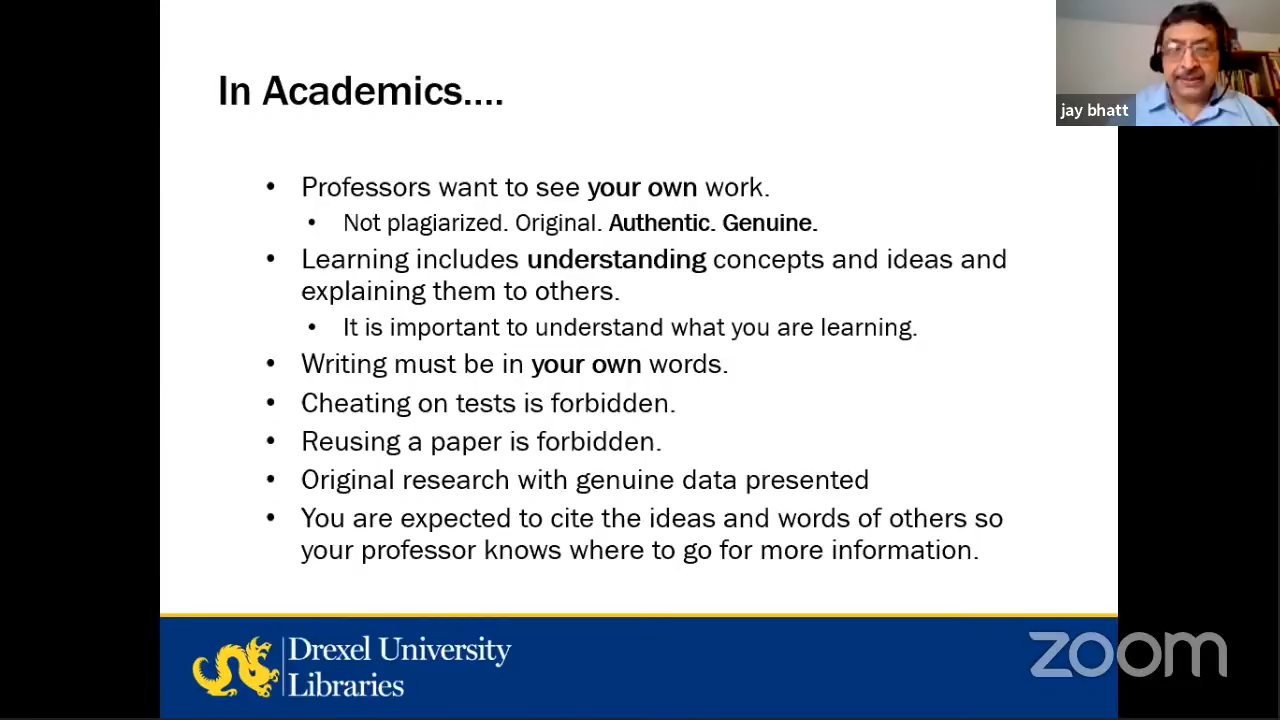 In Academics....
jay bhatt
• Professors want to see your own work.
• Not plagiarized. Original. Authentic. Genuine.
• Learning includes understanding concepts and ideas and
explaining them to others.
• It is important to understand what you are learning.
• Writing must be in your own words.
• Cheating on tests is forbidden.
• Reusing a paper is forbidden.
• Original research with genuine data presented
• You are expected to cite the ideas and words of others so
your professor knows where to go for more information.
Drexel University
Libraries
zoom